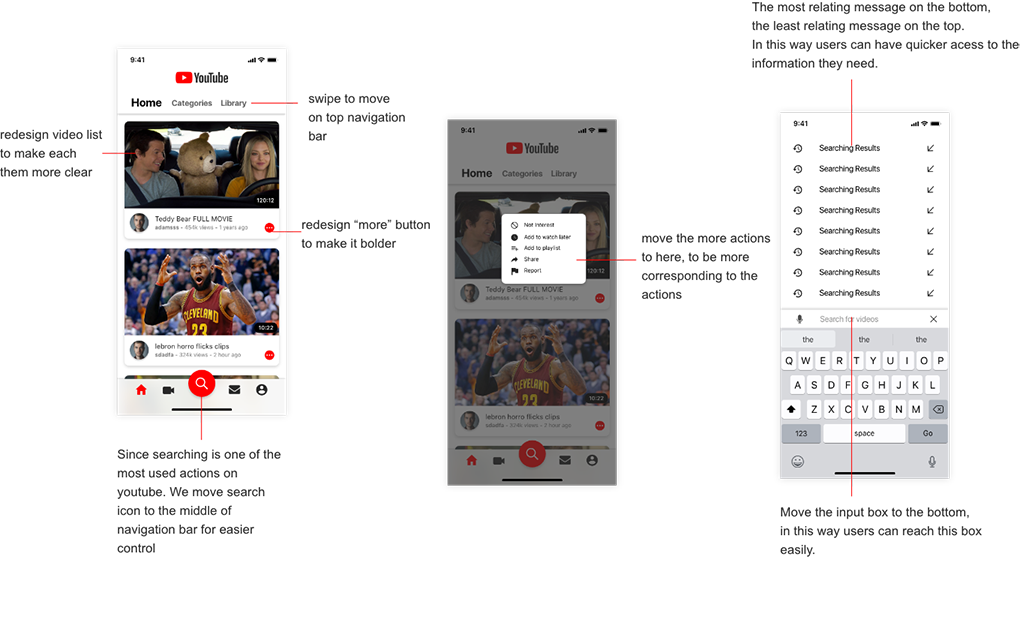 The most relating message on the bottom,
the least relating message on the top.
In this way users can have quicker acess to the
information they need.
9:41
YouTube
Home Categories Library
swipe to move
on top navigation
bar
redesign video list
to make each
them more clear
120:12
Teddy Bear FULL MOVIE
adamsss - 454k views - 1 years ago
redesign “more” button
to make it bolder
CLEVELAND
23
10:22
lebron horro flicks clips
sdadfa - 324k views - 2 hour ago
Since searching is one of the
most used actions on
youtube. We move search
icon to the middle of
navigation bar for easier
control
9:41
YouTube
Home Categories Library
Not Interest
Add to watch later
Add to playlist
Share
Report
120:12
Teddy Bear FULL MOVIE
adamsss - 454k views - 1 years ago
CLEVELAND
23
10:22
lebron horro flicks clips
sdadfa - 324k views - 2 hour ago
move the more actions
to here, to be more
corresponding to the
actions
9:41
Searching Results
Searching Results
Searching Results
Searching Results
Searching Results
Searching Results
Searching Results
Searching Results
Search for videos
the the the
Q W E R T Y U I O P
A S D F G H J K L
Z X C V B N M
123 space Go
Move the input box to the bottom,
in this way users can reach this box
easily.